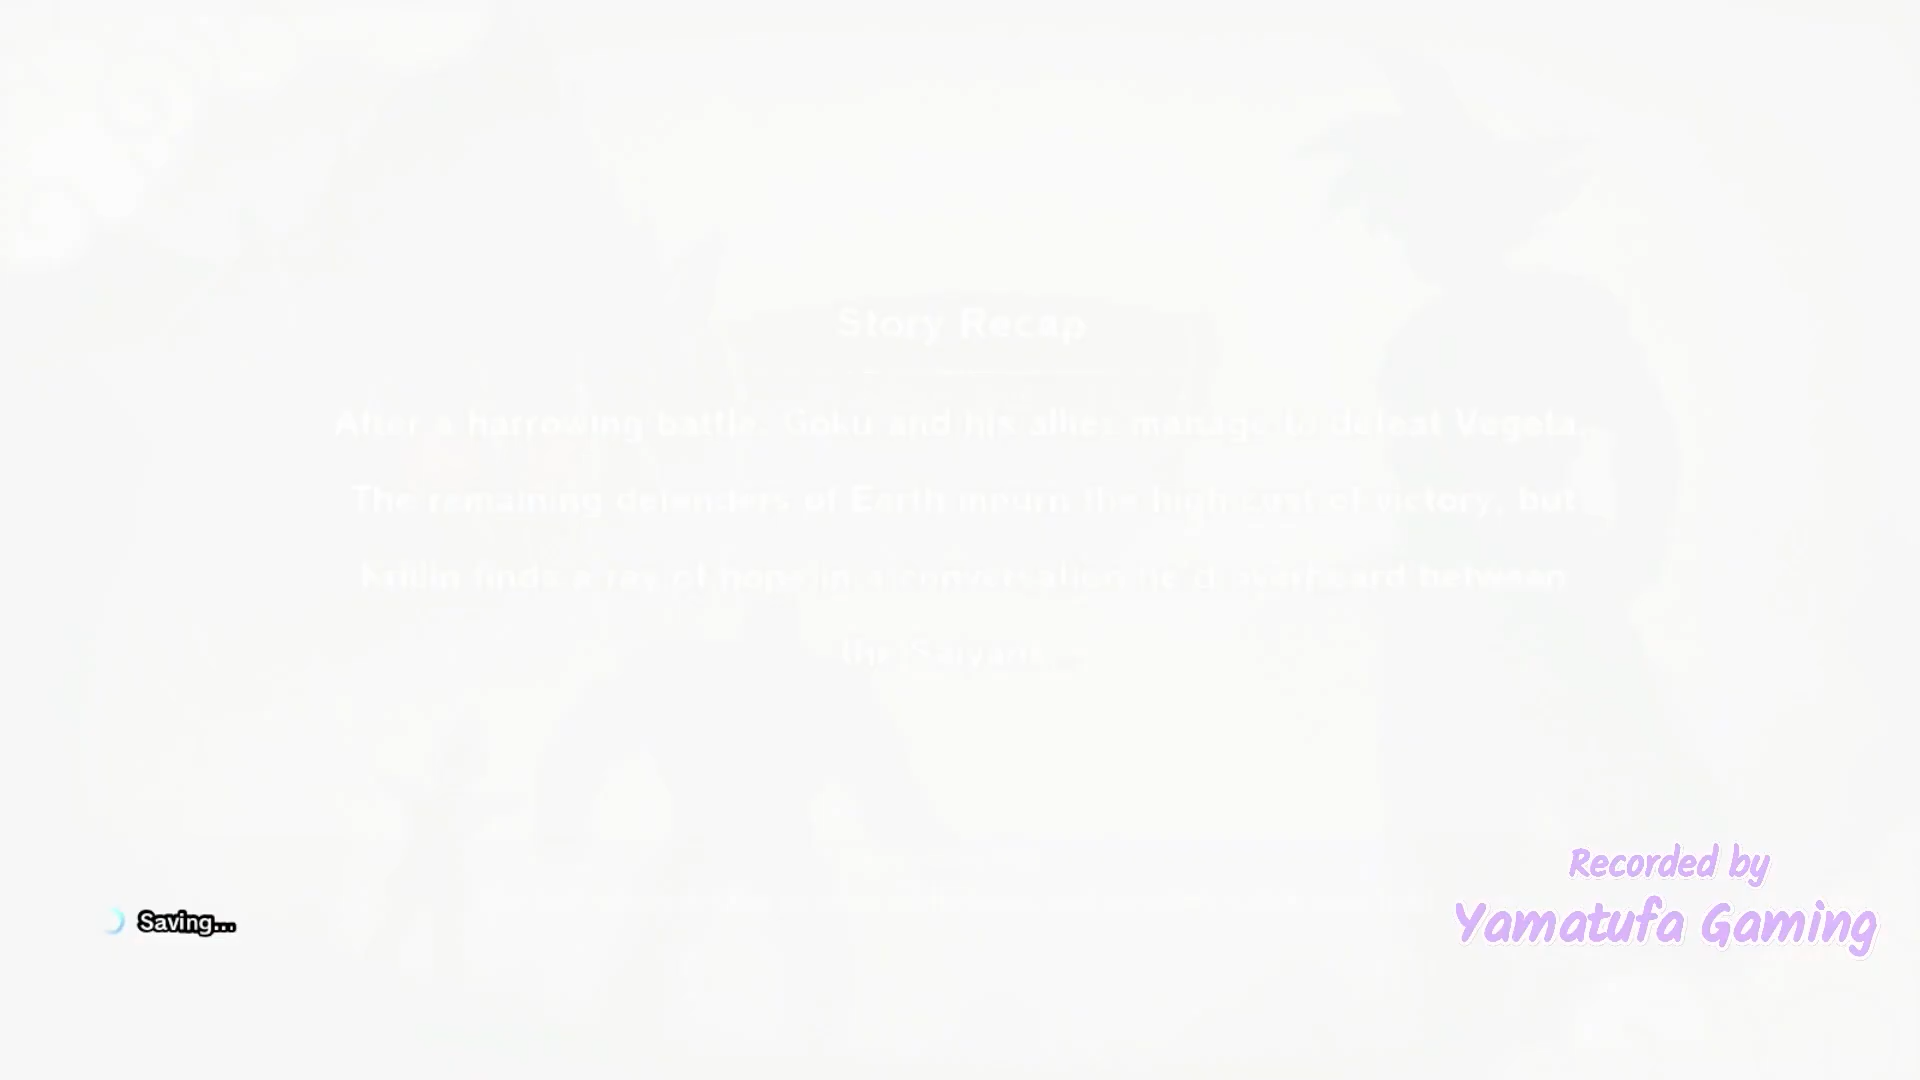 Story Recap
After a harrowing battle, Goku and his allies manage to defeat Vegeta.
The remaining defenders of Earth mourn the high cost of victory, but
Krillin finds a ray of hope in a conversation he'd overheard between
the Saiyans...
Recorded by
Saving...
Yamatufa Gaming